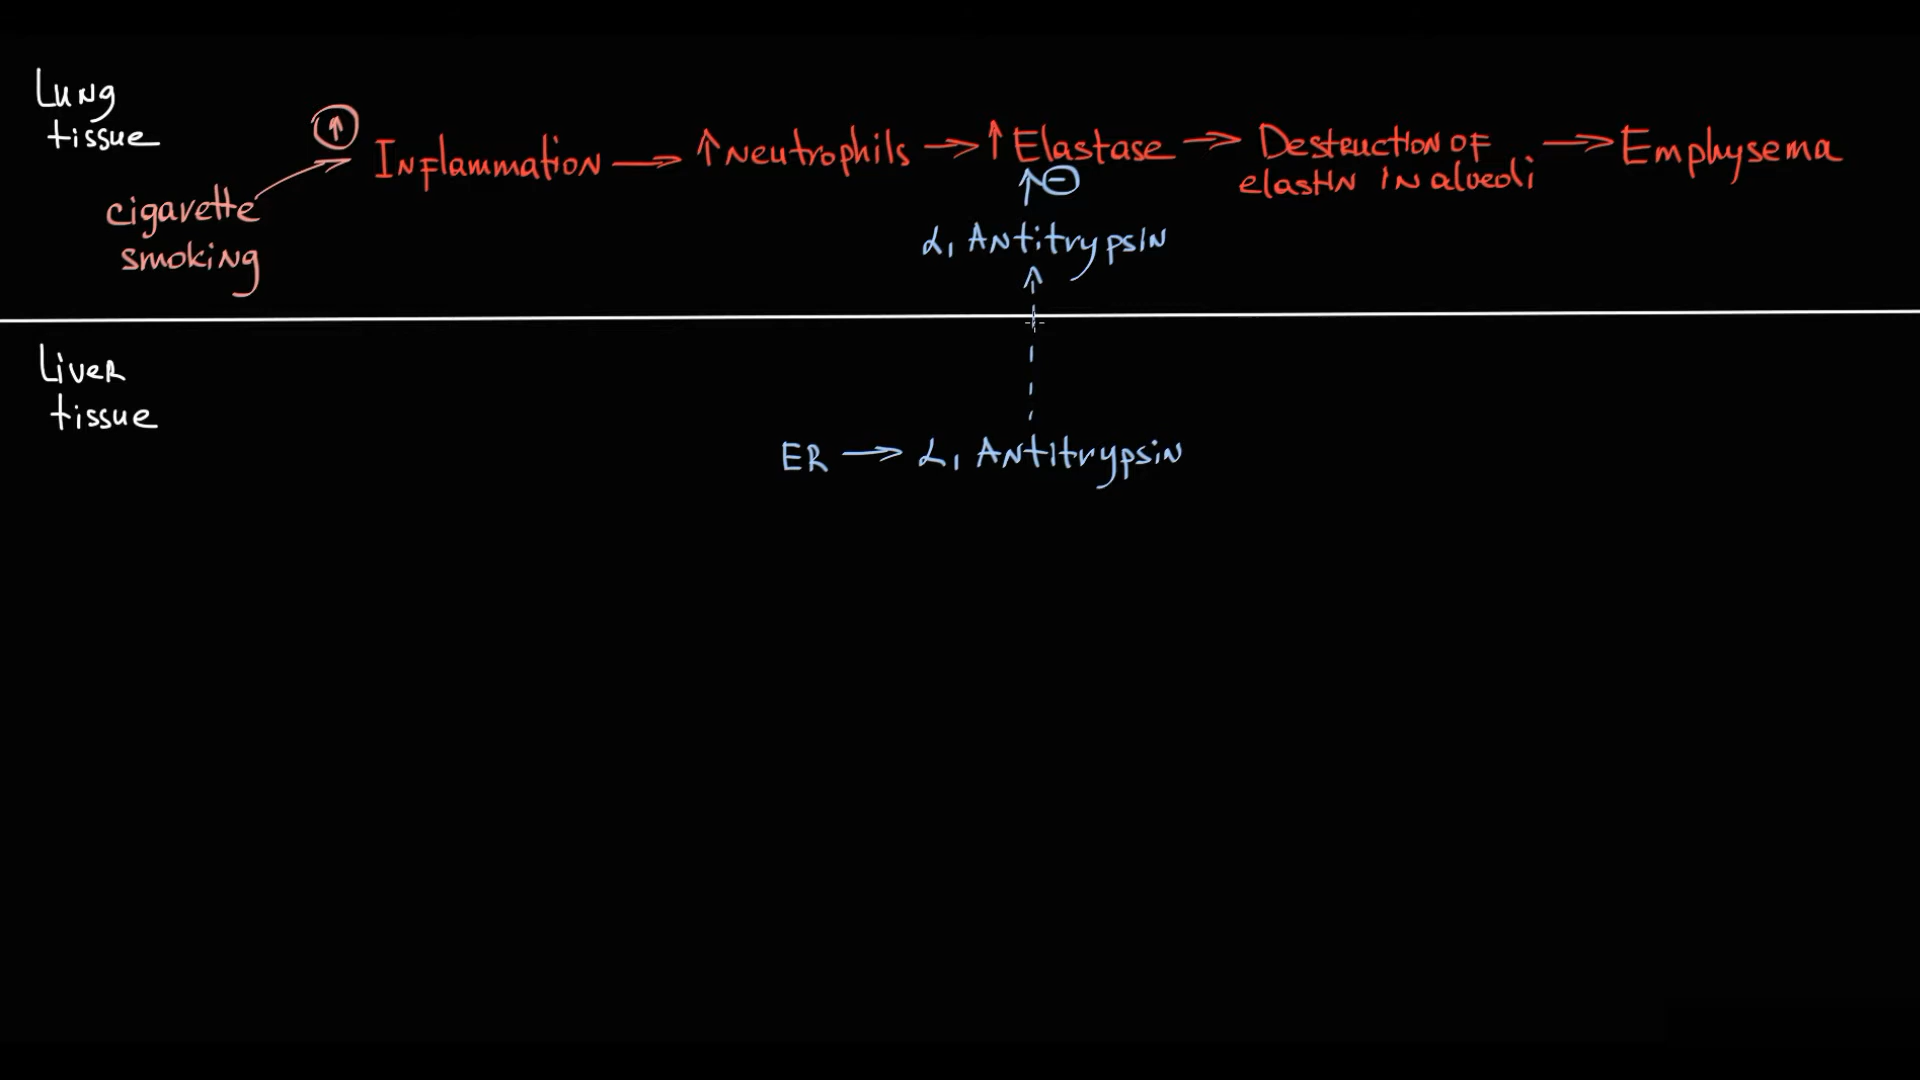 Lung
tissue
↑
Inflammation → ↑ Neutrophils → ↑ Elastase → Destruction of → Emphysema
elastin in alveoli
↑ ⊖
cigarette
smoking
α₁ Antitrypsin
Liver
tissue
ER → α₁ Antitrypsin